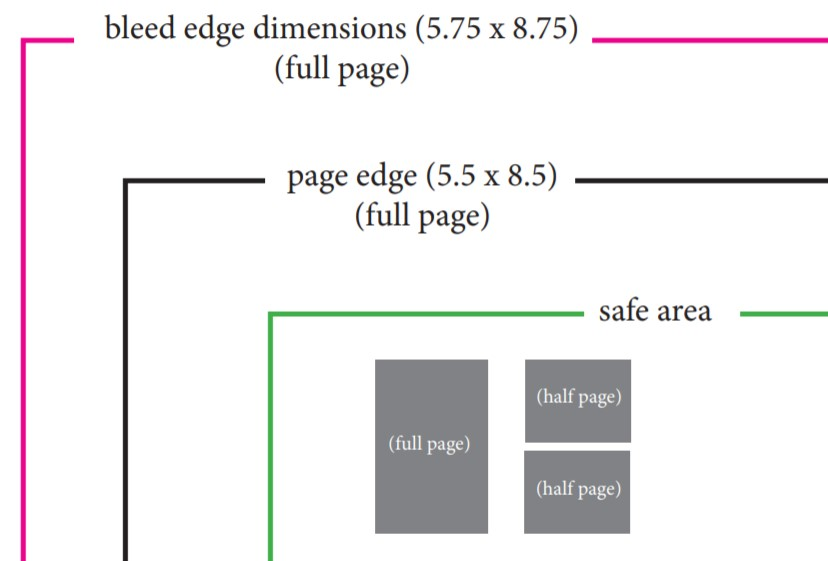 bleed edge dimensions (5.75 x 8.75)
(full page)
page edge (5.5 x 8.5)
(full page)
safe area
(full page)
(half page)
(half page)